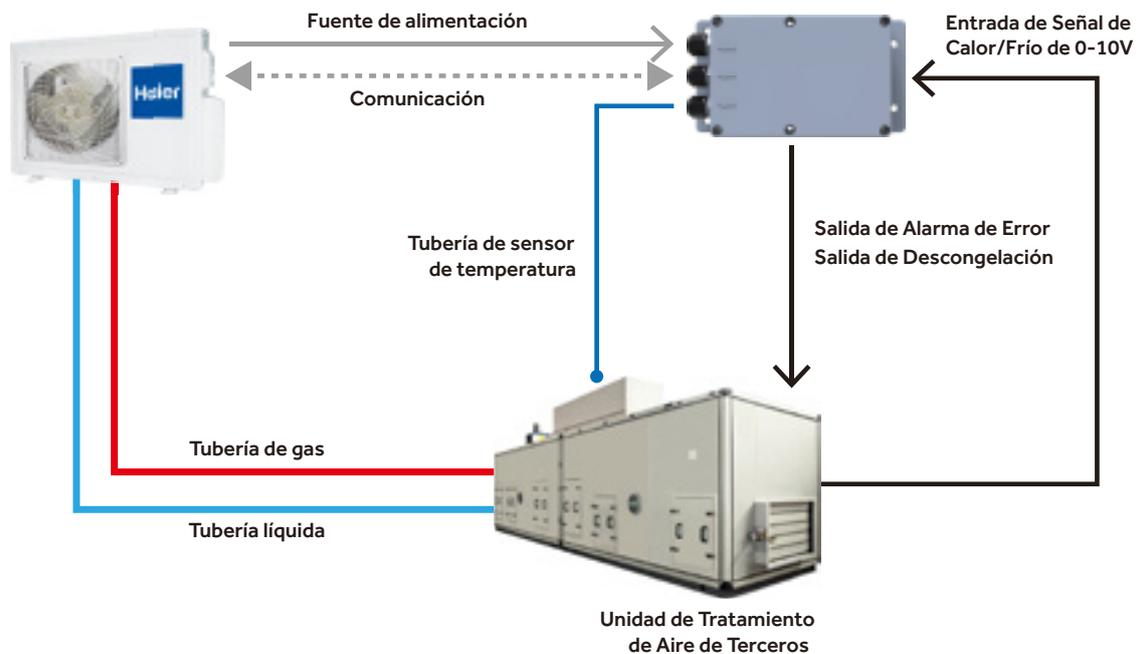 Fuente de alimentación
Entrada de Señal de
Calor/Frío de 0-10V
Haier
Comunicación
Salida de Alarma de Error
Salida de Descongelación
Tubería de sensor
de temperatura
Tubería de gas
Tubería líquida
Unidad de Tratamiento
de Aire de Terceros